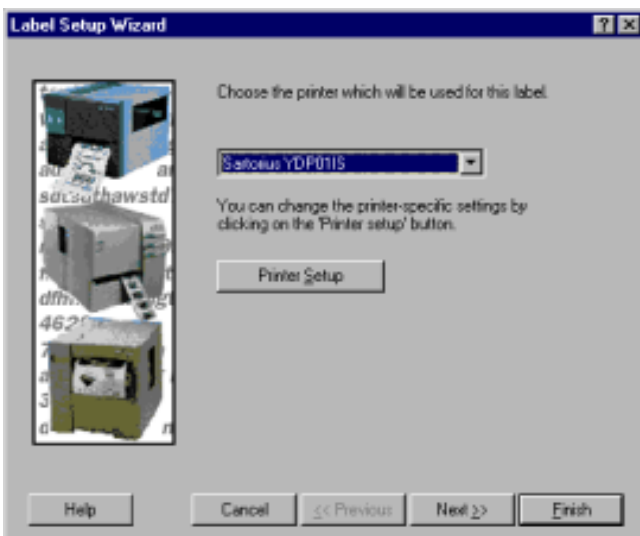 Label Setup Wizard
Choose the printer which will be used for this label.
Sartorius YDP01IS
You can change the printer-specific settings by
clicking on the 'Printer setup' button.
Printer Setup
sdcsdthawstd
Help
Cancel
<< Previous
Next >>
Finish